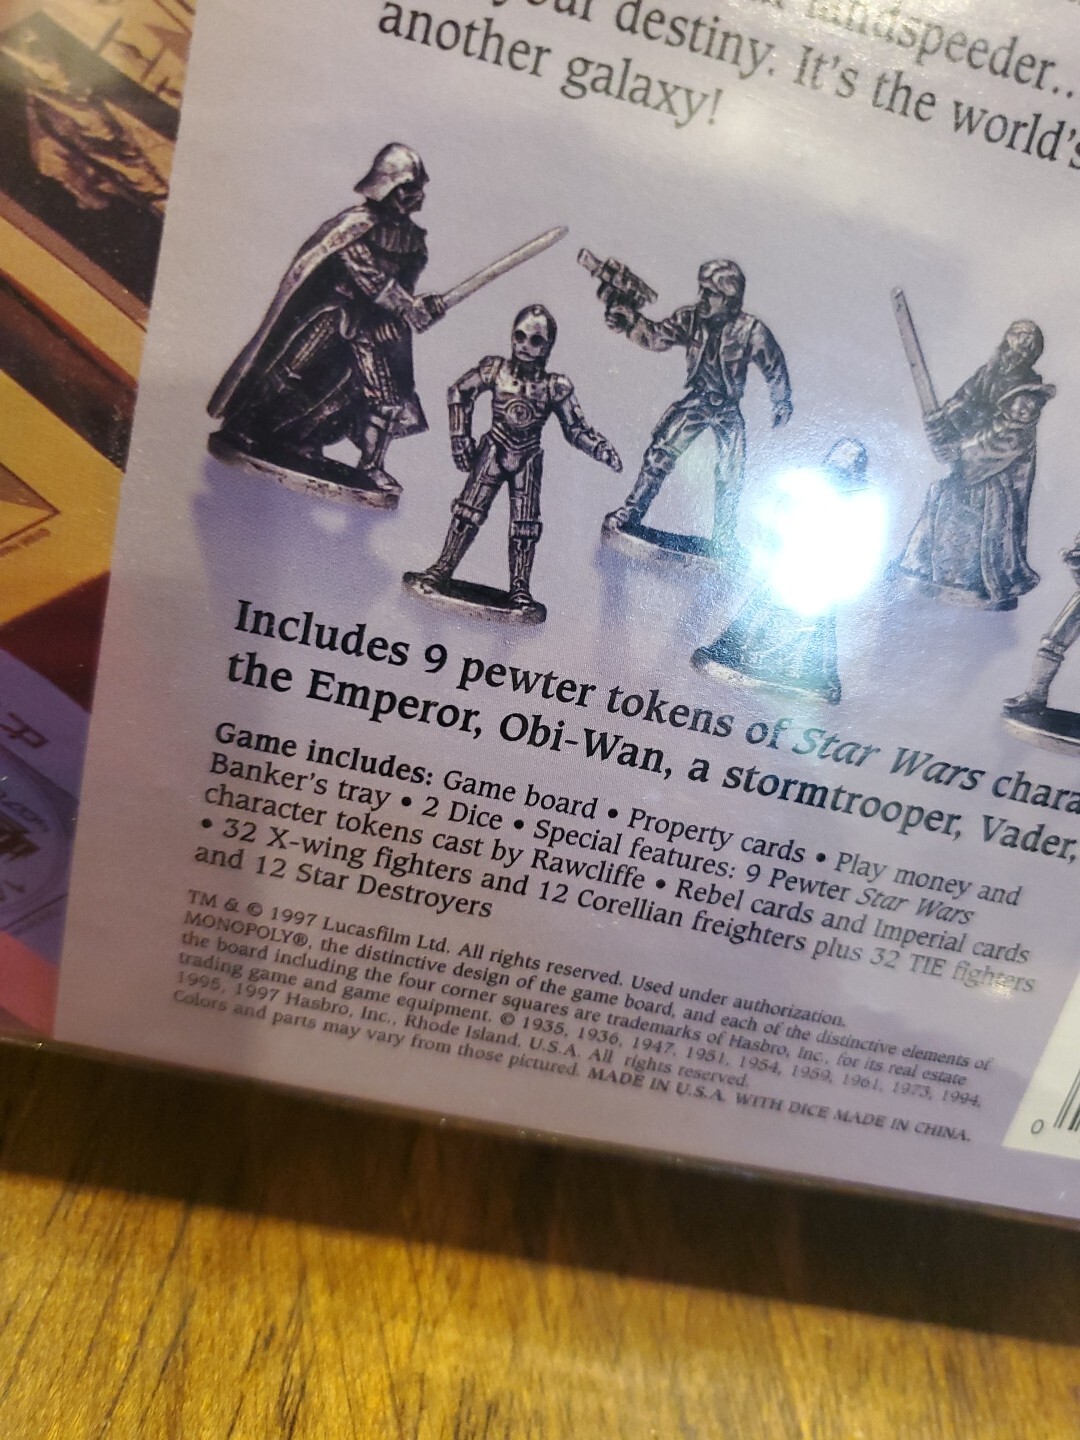 your destiny. It's the world's
another galaxy!
landspeeder...
Includes 9 pewter tokens of Star Wars chara
the Emperor, Obi-Wan, a stormtrooper, Vader,
Game includes: Game board • Property cards • Play money and
Banker's tray • 2 Dice • Special features: 9 Pewter Star Wars
character tokens cast by Rawcliffe • Rebel cards and Imperial cards
• 32 X-wing fighters and 12 Corellian freighters plus 32 TIE fighters
and 12 Star Destroyers
TM & © 1997 Lucasfilm Ltd. All rights reserved. Used under authorization.
MONOPOLY®, the distinctive design of the game board, and each of the distinctive elements of
the board including the four corner squares are trademarks of Hasbro, Inc., for its real estate
trading game and game equipment. © 1935, 1936, 1947, 1951, 1954, 1959, 1961, 1973, 1994,
1995, 1997 Hasbro, Inc., Rhode Island, U.S.A. All rights reserved.
Colors and parts may vary from those pictured. MADE IN U.S.A. WITH DICE MADE IN CHINA.
0